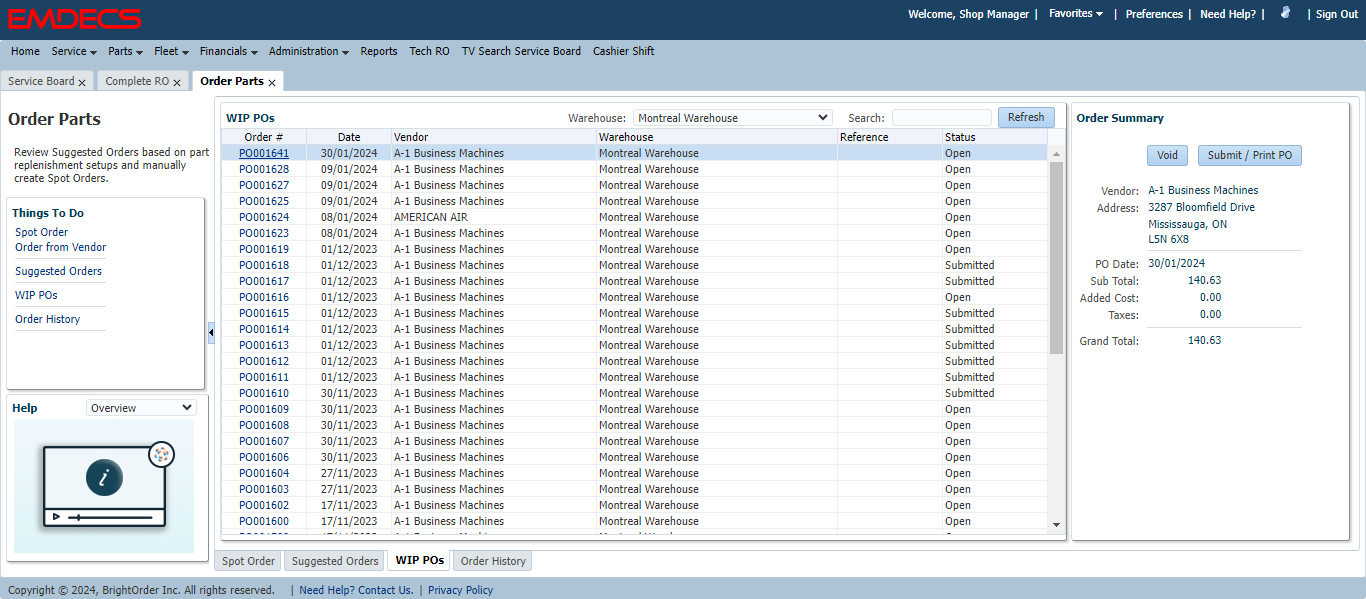 EMDECS
Welcome, Shop Manager | Favorites | Preferences | Need Help? | | Sign Out
Home Service Parts Fleet Financials Administration Reports Tech RO TV Search Service Board Cashier Shift
Service Board x Complete RO x Order Parts x
Order Parts
Review Suggested Orders based on part
replenishment setups and manually
create Spot Orders.
Things To Do
Spot Order
Order from Vendor
Suggested Orders
WIP POs
Order History
Help Overview
i
WIP POs Warehouse: Montreal Warehouse Search: Refresh
Order # Date Vendor Warehouse Reference Status
PO001641 30/01/2024 A-1 Business Machines Montreal Warehouse Open
PO001628 09/01/2024 A-1 Business Machines Montreal Warehouse Open
PO001627 09/01/2024 A-1 Business Machines Montreal Warehouse Open
PO001625 09/01/2024 A-1 Business Machines Montreal Warehouse Open
PO001624 08/01/2024 AMERICAN AIR Montreal Warehouse Open
PO001623 08/01/2024 A-1 Business Machines Montreal Warehouse Open
PO001619 01/12/2023 A-1 Business Machines Montreal Warehouse Open
PO001618 01/12/2023 A-1 Business Machines Montreal Warehouse Submitted
PO001617 01/12/2023 A-1 Business Machines Montreal Warehouse Submitted
PO001616 01/12/2023 A-1 Business Machines Montreal Warehouse Open
PO001615 01/12/2023 A-1 Business Machines Montreal Warehouse Submitted
PO001614 01/12/2023 A-1 Business Machines Montreal Warehouse Submitted
PO001613 01/12/2023 A-1 Business Machines Montreal Warehouse Submitted
PO001612 01/12/2023 A-1 Business Machines Montreal Warehouse Submitted
PO001611 01/12/2023 A-1 Business Machines Montreal Warehouse Submitted
PO001610 30/11/2023 A-1 Business Machines Montreal Warehouse Submitted
PO001609 30/11/2023 A-1 Business Machines Montreal Warehouse Open
PO001608 30/11/2023 A-1 Business Machines Montreal Warehouse Open
PO001607 30/11/2023 A-1 Business Machines Montreal Warehouse Open
PO001606 30/11/2023 A-1 Business Machines Montreal Warehouse Open
PO001604 27/11/2023 A-1 Business Machines Montreal Warehouse Open
PO001603 27/11/2023 A-1 Business Machines Montreal Warehouse Open
PO001602 17/11/2023 A-1 Business Machines Montreal Warehouse Open
PO001600 17/11/2023 A-1 Business Machines Montreal Warehouse Open
Order Summary
Void Submit / Print PO
Vendor: A-1 Business Machines
Address: 3287 Bloomfield Drive
Mississauga, ON
L5N 6X8
PO Date: 30/01/2024
Sub Total: 140.63
Added Cost: 0.00
Taxes: 0.00
Grand Total: 140.63
Spot Order Suggested Orders WIP POs Order History
Copyright © 2024, BrightOrder Inc. All rights reserved. | Need Help? Contact Us. | Privacy Policy